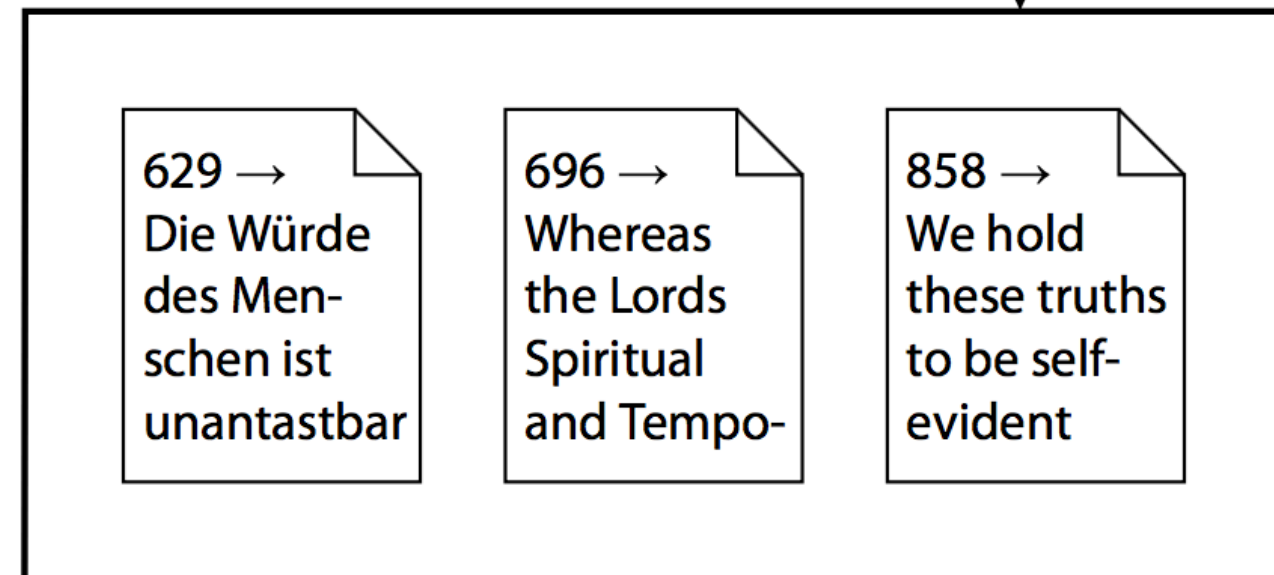 629 →
Die Würde
des Men-
schen ist
unantastbar
696 →
Whereas
the Lords
Spiritual
and Tempo-
858 →
We hold
these truths
to be self-
evident